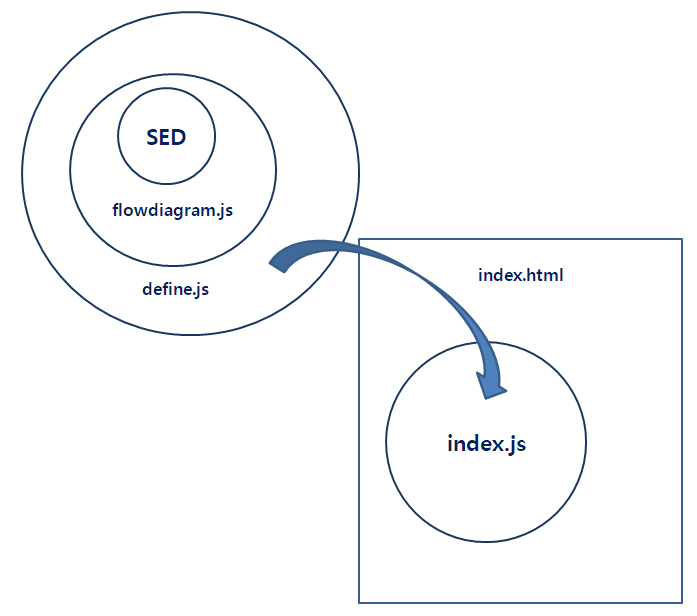 SED
flowdiagram.js
define.js
index.html
index.js